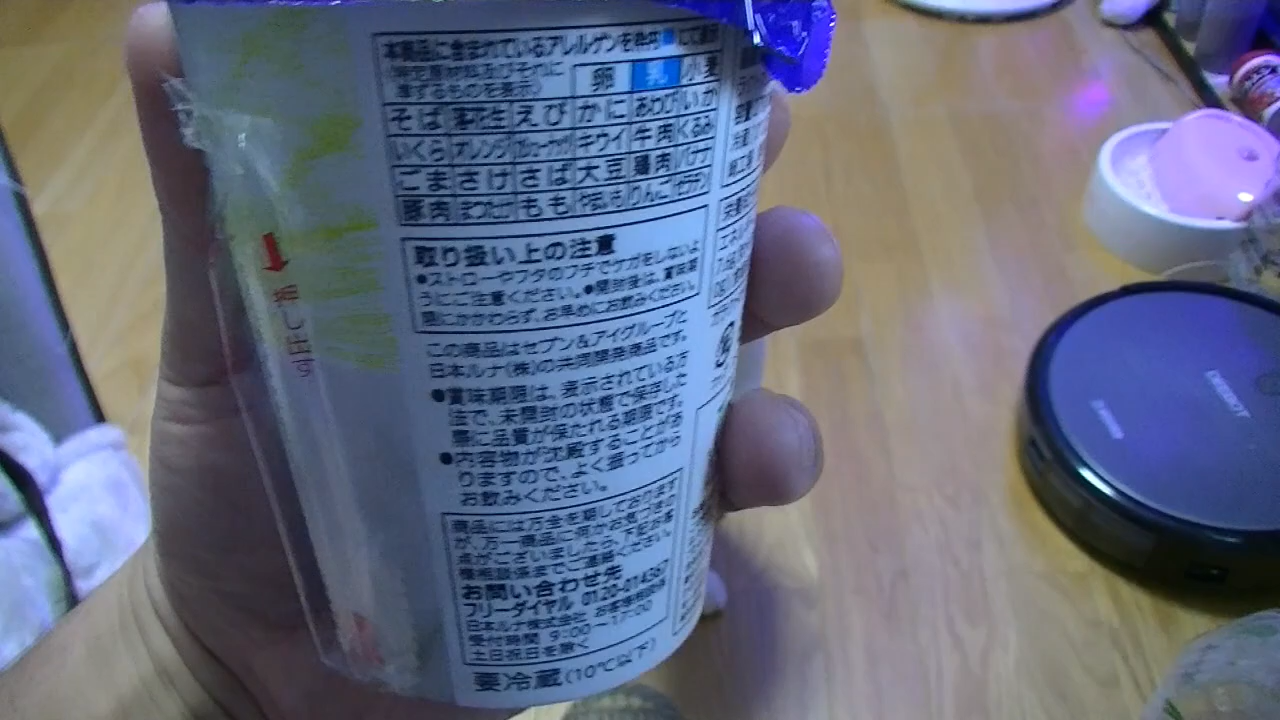 本商品に含まれているアレルゲンを枠内■にて表示
(特定原材料及びそれに
準ずるものを表示)
卵 乳 小麦
そば 落花生 えび かに あわび いか
いくら オレンジ カシューナッツ キウイ 牛肉 くるみ
ごま さけ さば 大豆 鶏肉 バナナ
豚肉 まつたけ もも やまいも りんご ゼラチン
取り扱い上の注意
●ストローやフタのフチでケガをしないよ
うにご注意ください。●開封後は、賞味期
限にかかわらず、お早めにお飲みください。
この商品はセブン&アイグループと
日本ルナ(株)の共同開発商品です。
●賞味期限は、表示されている方
法で、未開封の状態で保存した
際に品質が保たれる期限です。
●内容物が沈殿することがあ
りますので、よく振ってから
お飲みください。
商品には万全を期しております
が、万一商品に何かお気づきの
点がございましたら、下記お客
様相談係までご連絡ください。
お問い合わせ先
フリーダイヤル 0120-014367
日本ルナ株式会社 お客様相談係
受付時間 9:00〜17:00
土日祝日を除く
要冷蔵(10℃以下)
押し出す